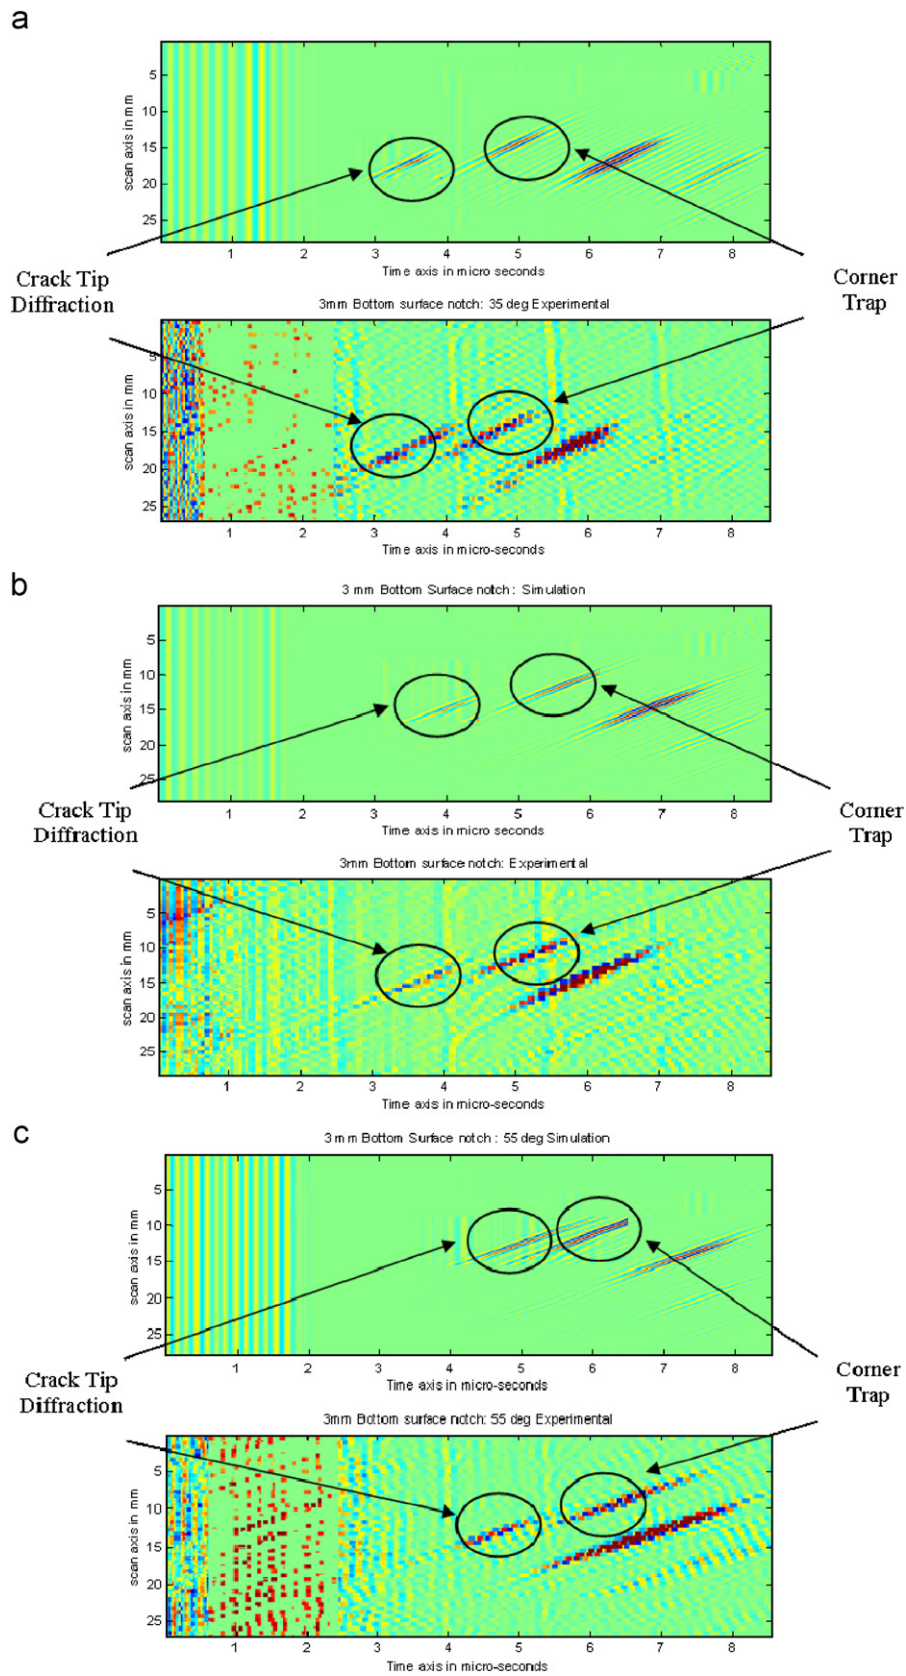 a
5
10
15
20
25
scan axis in mm
1 2 3 4 5 6 7 8
Time axis in micro seconds
Crack Tip
Diffraction
Corner
Trap
3mm Bottom surface notch: 35 deg Experimental
5
10
15
20
25
scan axis in mm
1 2 3 4 5 6 7 8
Time axis in micro-seconds
b
3 mm Bottom Surface notch : Simulation
5
10
15
20
25
scan axis in mm
1 2 3 4 5 6 7 8
Time axis in micro seconds
Crack Tip
Diffraction
Corner
Trap
3mm Bottom surface notch: Experimental
5
10
15
20
25
scan axis in mm
1 2 3 4 5 6 7 8
Time axis in micro-seconds
c
3 mm Bottom Surface notch : 55 deg Simulation
5
10
15
20
25
scan axis in mm
1 2 3 4 5 6 7 8
Time axis in micro-seconds
Crack Tip
Diffraction
Corner
Trap
3mm Bottom surface notch: 55 deg Experimental
5
10
15
20
25
scan axis in mm
1 2 3 4 5 6 7 8
Time axis in micro-seconds